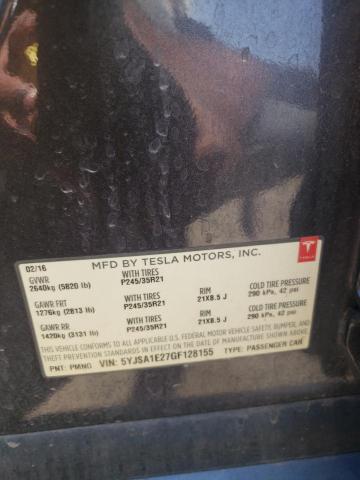 02/16 MFD BY TESLA MOTORS, INC. TESLA
GVWR WITH TIRES
2640kg (5820 lb) P245/35R21
GAWR FRT WITH TIRES RIM COLD TIRE PRESSURE
1276kg (2813 lb) P245/35R21 21X8.5 J 290 kPa, 42 psi
GAWR RR WITH TIRES RIM COLD TIRE PRESSURE
1420kg (3131 lb) P245/35R21 21X8.5 J 290 kPa, 42 psi
THIS VEHICLE CONFORMS TO ALL APPLICABLE U.S. FEDERAL MOTOR VEHICLE SAFETY, BUMPER, AND
THEFT PREVENTION STANDARDS IN EFFECT ON THE DATE OF MANUFACTURE SHOWN ABOVE.
PNT: PMNG VIN: 5YJSA1E27GF128155 TYPE: PASSENGER CAR